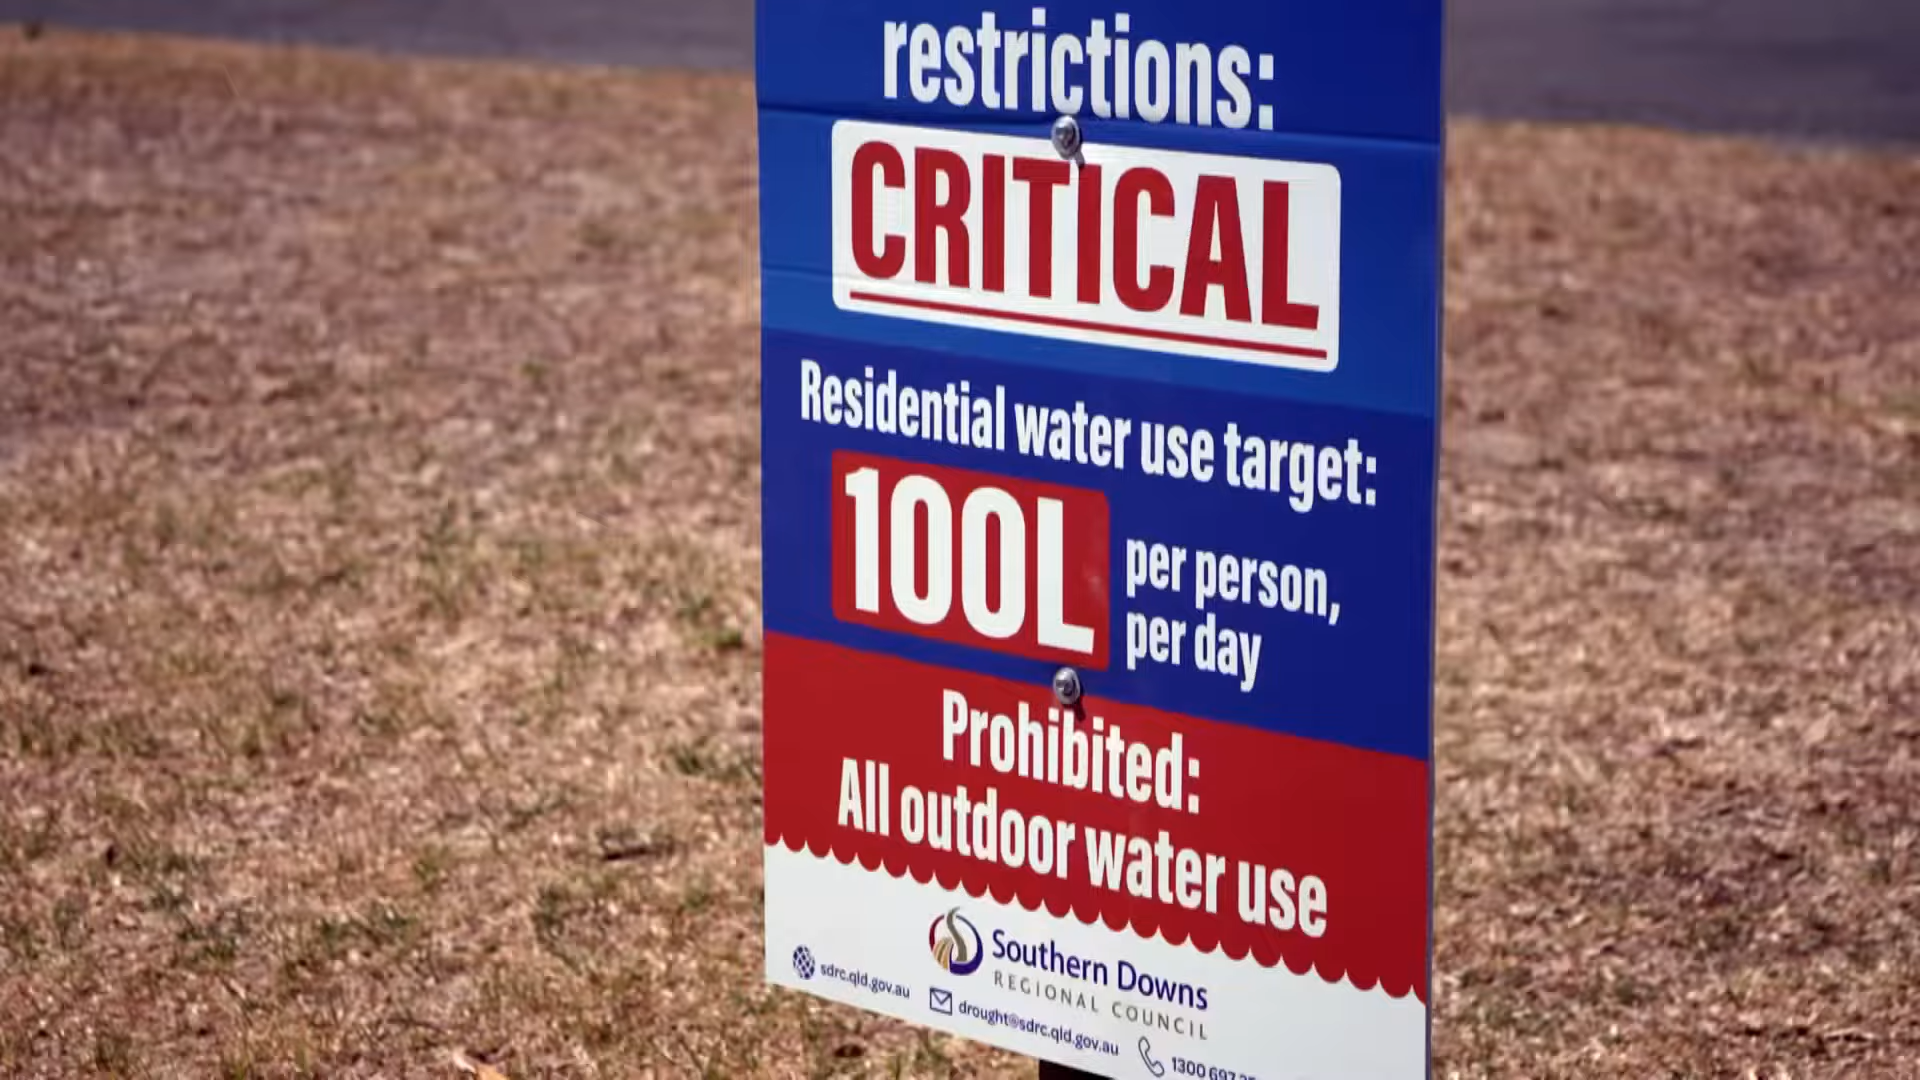 restrictions:
CRITICAL
Residential water use target:
100L per person,
per day
Prohibited:
All outdoor water use
Southern Downs
REGIONAL COUNCIL
sdrc.qld.gov.au
drought@sdrc.qld.gov.au
1300 697